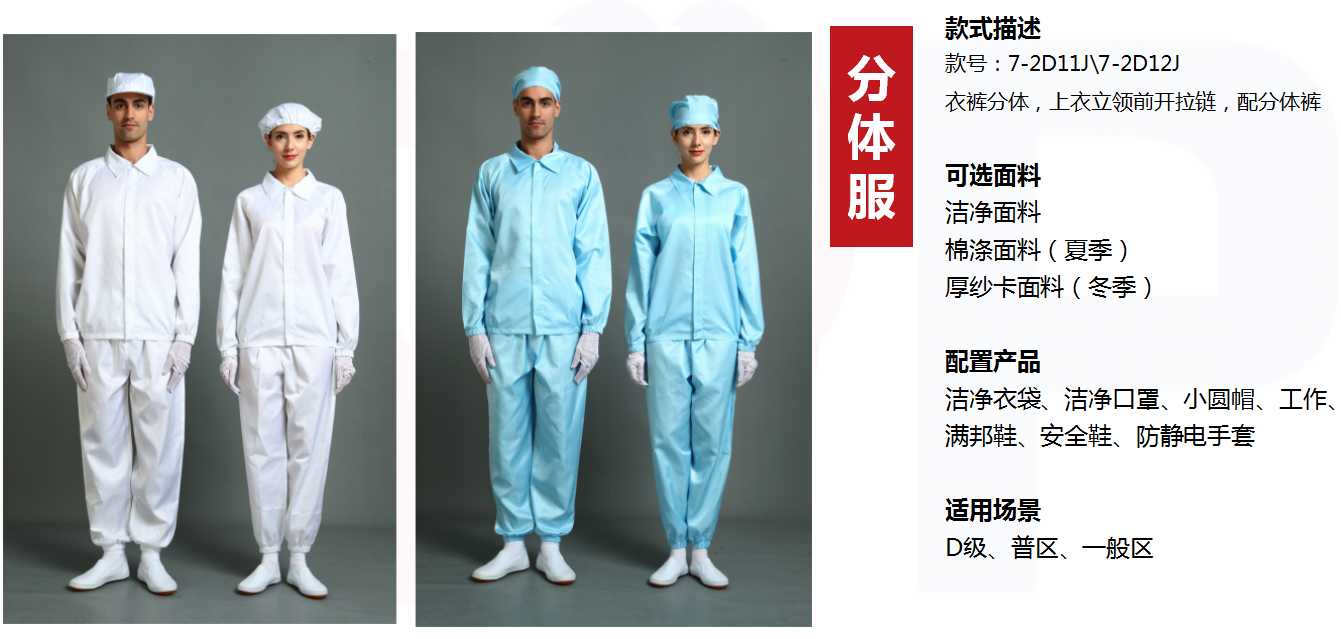 分体服
款式描述
款号：7-2D11J\7-2D12J
衣裤分体，上衣立领前开拉链，配分体裤
可选面料
洁净面料
棉涤面料（夏季）
厚纱卡面料（冬季）
配置产品
洁净衣袋、洁净口罩、小圆帽、工作、
满邦鞋、安全鞋、防静电手套
适用场景
D级、普区、一般区